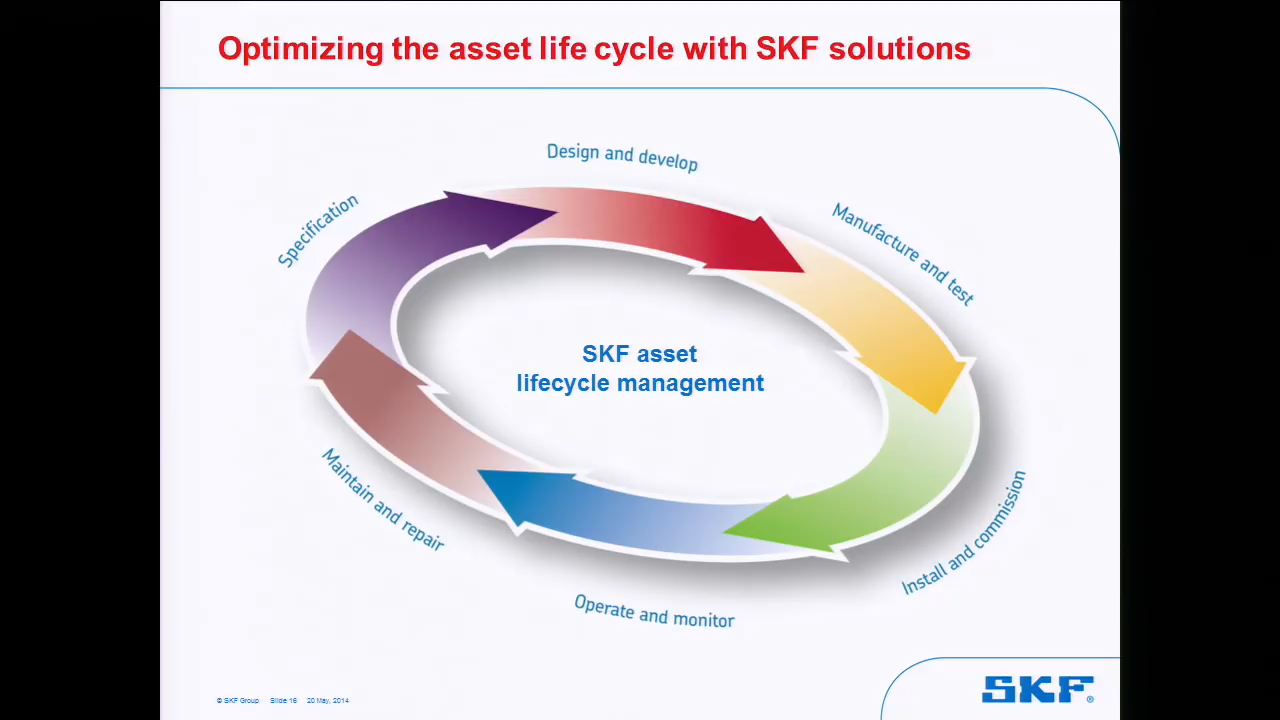 Optimizing the asset life cycle with SKF solutions
Design and develop
Specification
Manufacture and test
SKF asset
lifecycle management
Maintain and repair
Install and commission
Operate and monitor
© SKF Group Slide 16 20 May, 2014
SKF®